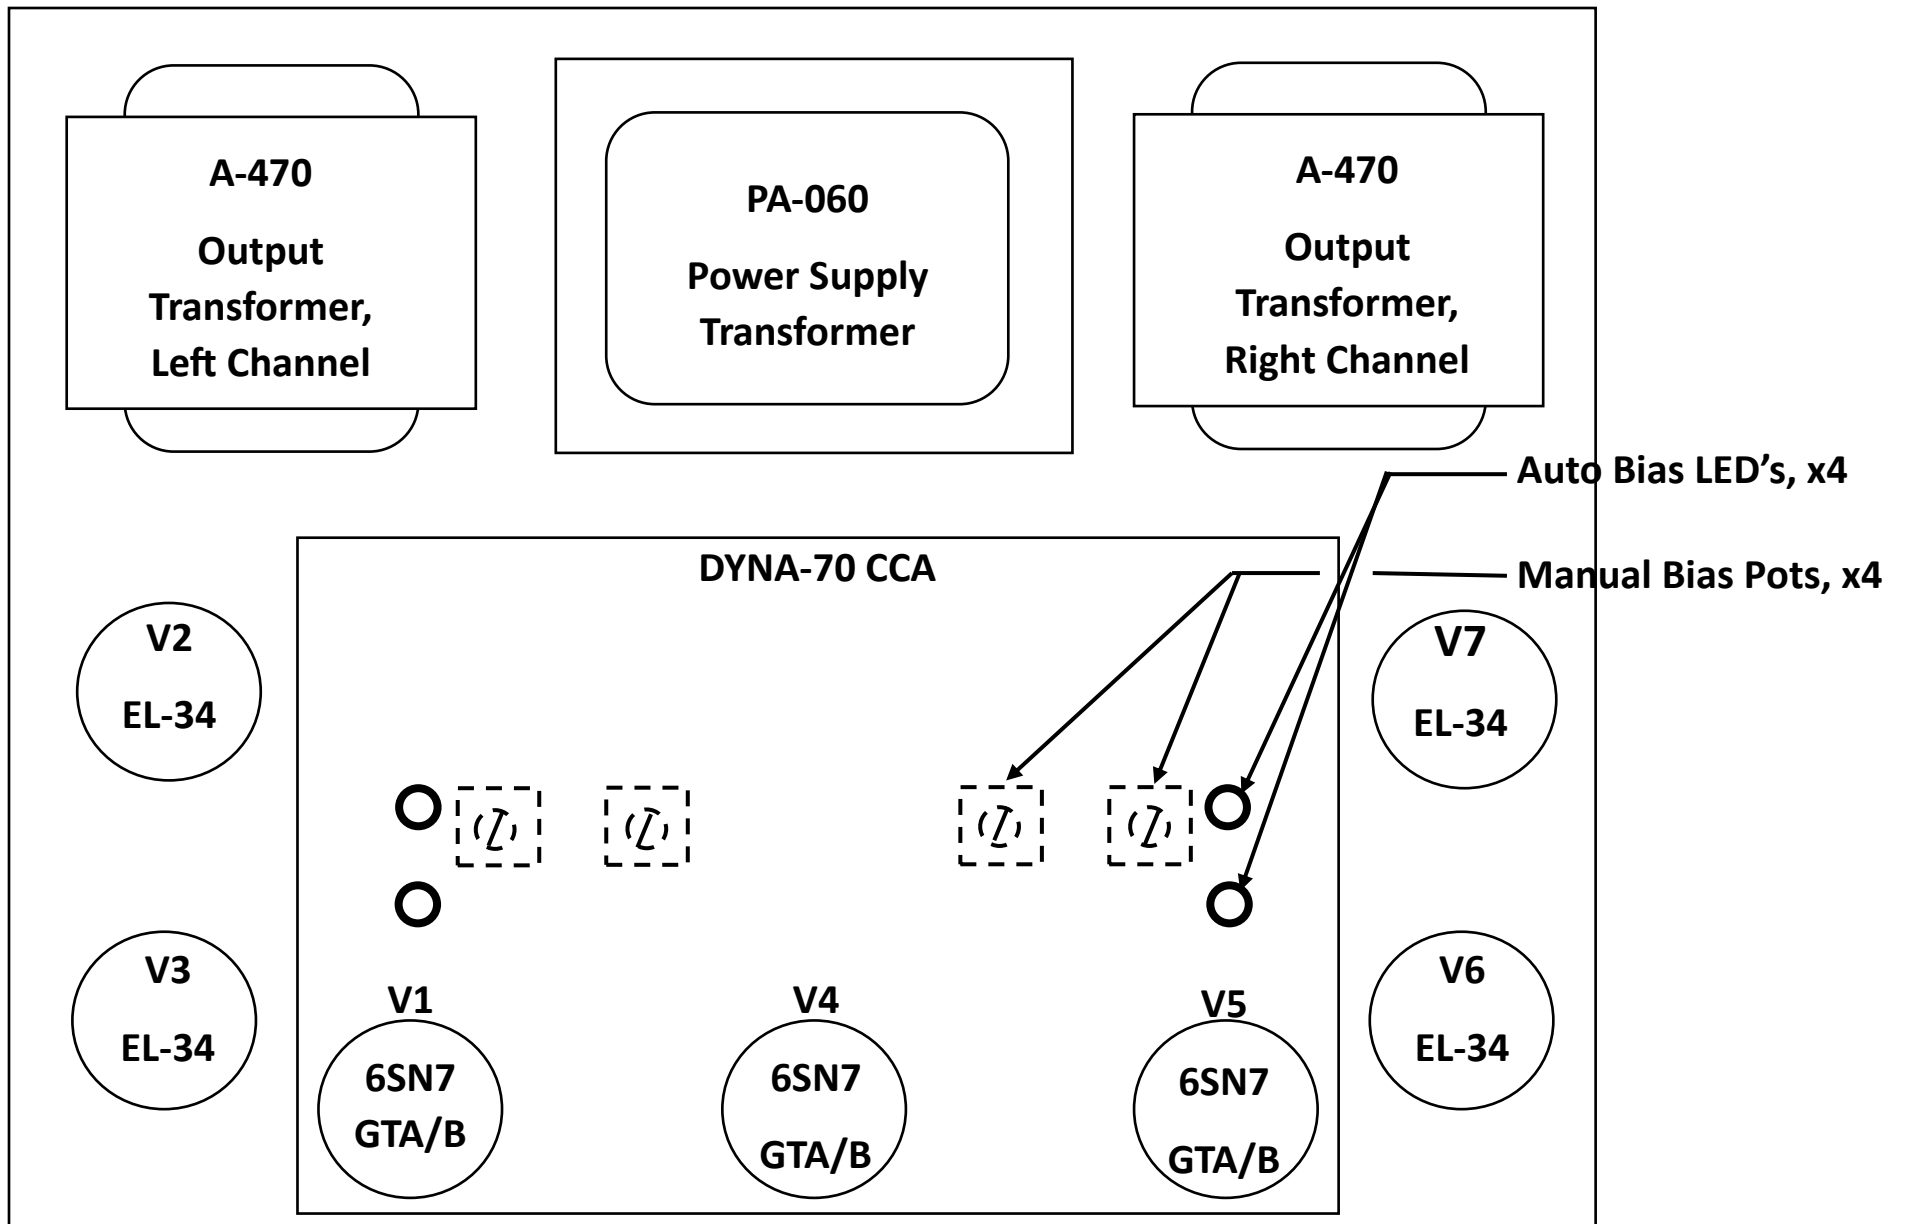 A-470
Output
Transformer,
Left Channel
PA-060
Power Supply
Transformer
A-470
Output
Transformer,
Right Channel
Auto Bias LED’s, x4
DYNA-70 CCA
Manual Bias Pots, x4
V2
EL-34
V7
EL-34
V3
EL-34
V1
6SN7
GTA/B
V4
6SN7
GTA/B
V5
6SN7
GTA/B
V6
EL-34